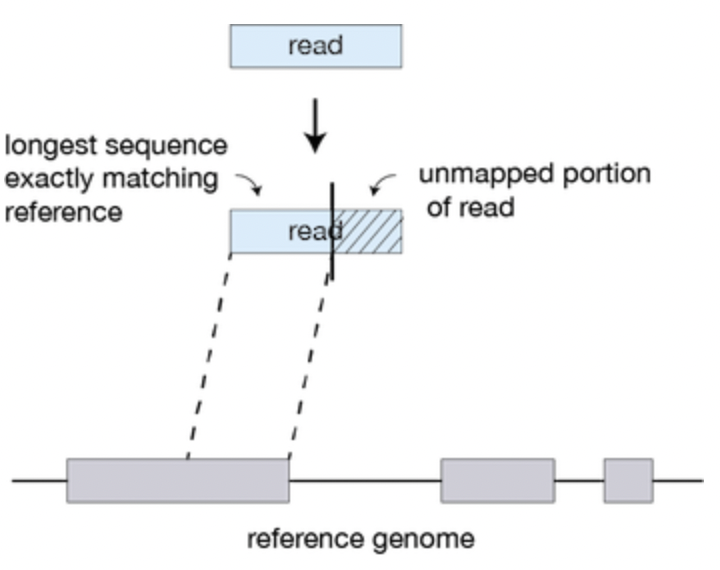 read
longest sequence
exactly matching
reference
unmapped portion
of read
read
reference genome